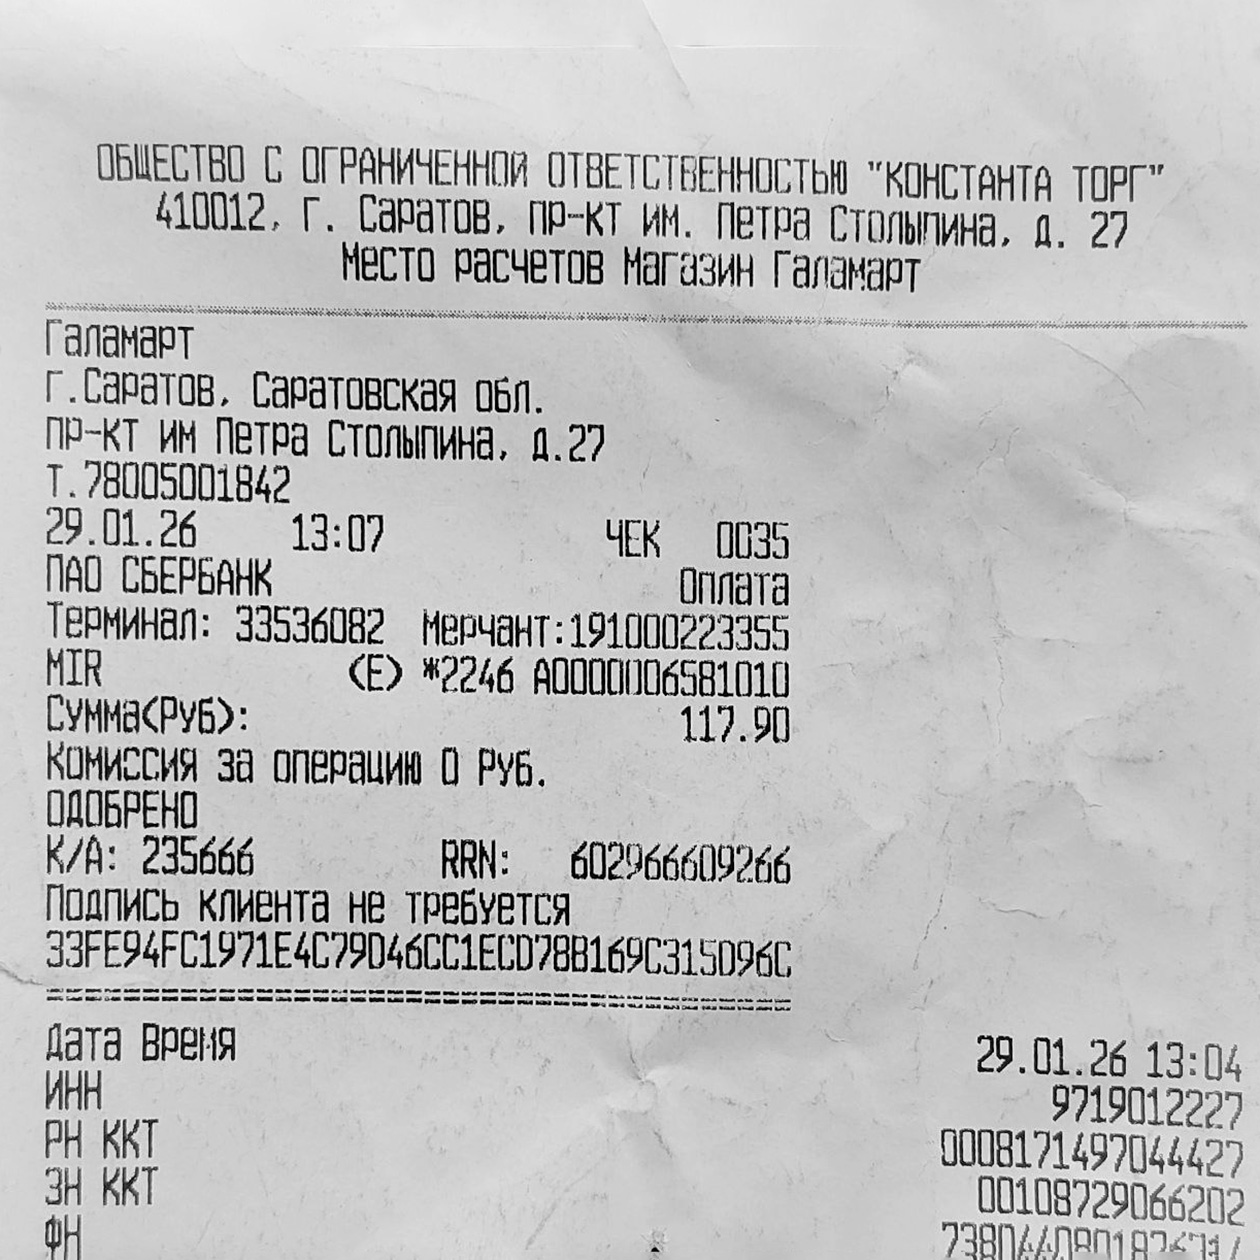 ОБЩЕСТВО С ОГРАНИЧЕННОЙ ОТВЕТСТВЕННОСТЬЮ "КОНСТАНТА ТОРГ"
410012, Г. Саратов, пр-кт им. Петра Столыпина, д. 27
Место расчетов Магазин Галамарт
Галамарт
г.Саратов, Саратовская обл.
пр-кт им Петра Столыпина, д.27
Т.78005001842
29.01.26 13:07 ЧЕК 0035
ПАО СБЕРБАНК Оплата
Терминал: 33536082 Мерчант:191000223355
MIR (E) *2246 A0000006581010
Сумма(Руб): 117.90
Комиссия за операцию 0 Руб.
ОДОБРЕНО
К/А: 235666 RRN: 602966609266
Подпись клиента не требуется
33FE94FC1971E4C79D46CC1ECD78B169C315D96C
================================
Дата Время 29.01.26 13:04
ИНН 9719012227
РН ККТ 0008171497044427
ЗН ККТ 00108729066202
ФН